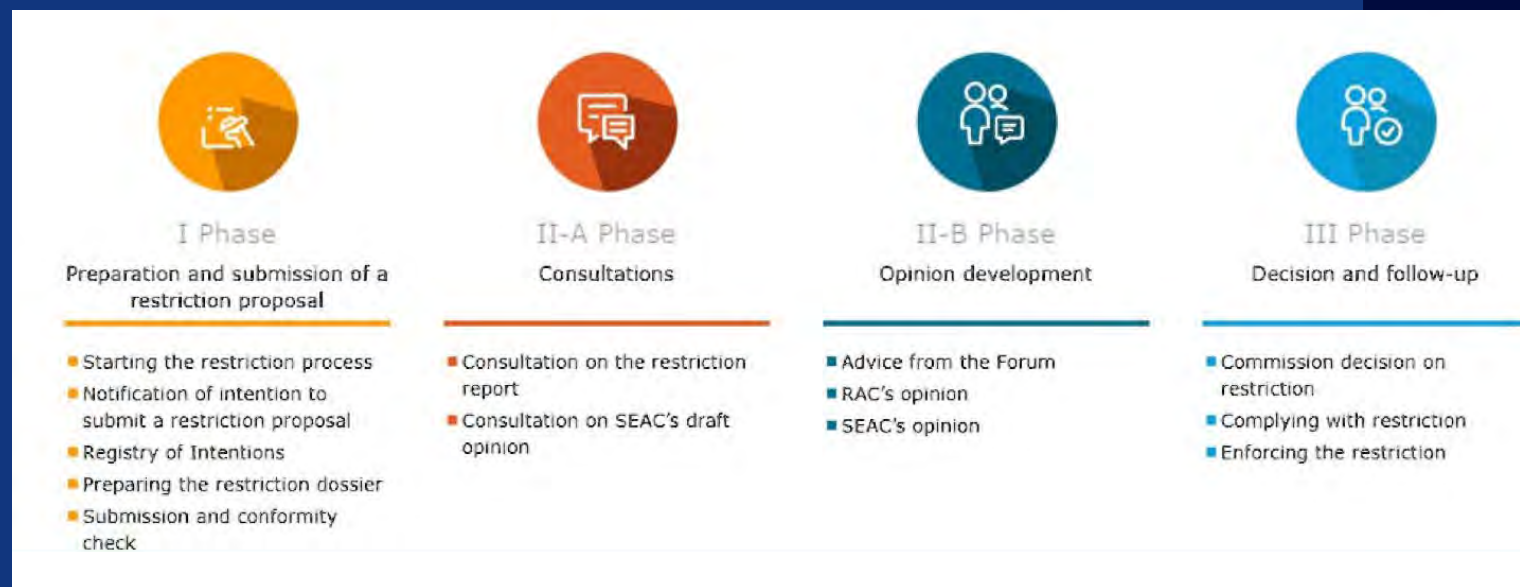 I Phase
Preparation and submission of a
restriction proposal
Starting the restriction process
Notification of intention to
submit a restriction proposal
Registry of Intentions
Preparing the restriction dossier
Submission and conformity
check
II-A Phase
Consultations
Consultation on the restriction
report
Consultation on SEAC's draft
opinion
II-B Phase
Opinion development
Advice from the Forum
RAC's opinion
SEAC's opinion
III Phase
Decision and follow-up
Commission decision on
restriction
Complying with restriction
Enforcing the restriction